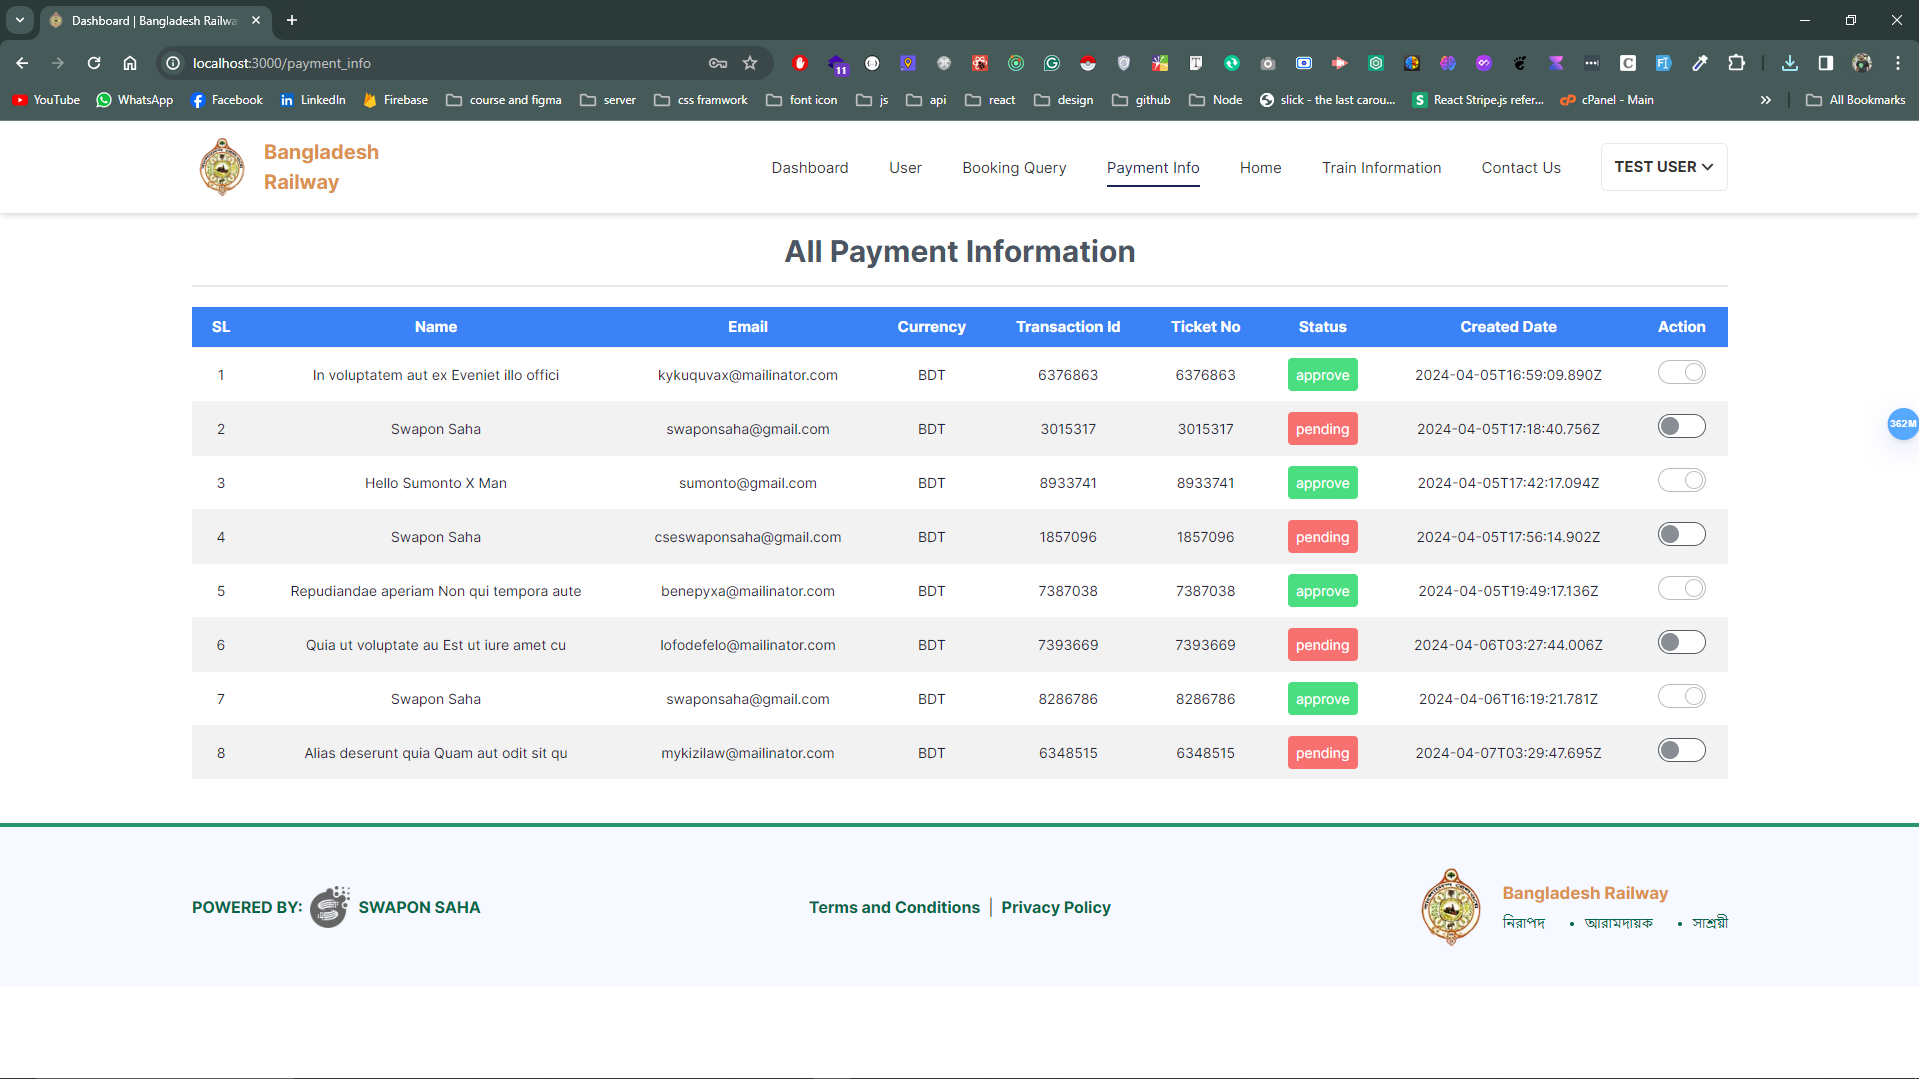 Dashboard | Bangladesh Railwa
localhost:3000/payment_info
11
YouTube WhatsApp Facebook LinkedIn Firebase course and figma server css framwork font icon js api react design github Node slick - the last carou... React Stripe.js refer... cPanel - Main All Bookmarks
Bangladesh
Railway
Dashboard User Booking Query Payment Info Home Train Information Contact Us TEST USER
All Payment Information
SL Name Email Currency Transaction Id Ticket No Status Created Date Action
1 In voluptatem aut ex Eveniet illo offici kykuquvax@mailinator.com BDT 6376863 6376863 approve 2024-04-05T16:59:09.890Z
2 Swapon Saha swaponsaha@gmail.com BDT 3015317 3015317 pending 2024-04-05T17:18:40.756Z
362M
3 Hello Sumonto X Man sumonto@gmail.com BDT 8933741 8933741 approve 2024-04-05T17:42:17.094Z
4 Swapon Saha cseswaponsaha@gmail.com BDT 1857096 1857096 pending 2024-04-05T17:56:14.902Z
5 Repudiandae aperiam Non qui tempora aute benepyxa@mailinator.com BDT 7387038 7387038 approve 2024-04-05T19:49:17.136Z
6 Quia ut voluptate au Est ut iure amet cu lofodefelo@mailinator.com BDT 7393669 7393669 pending 2024-04-06T03:27:44.006Z
7 Swapon Saha swaponsaha@gmail.com BDT 8286786 8286786 approve 2024-04-06T16:19:21.781Z
8 Alias deserunt quia Quam aut odit sit qu mykizilaw@mailinator.com BDT 6348515 6348515 pending 2024-04-07T03:29:47.695Z
POWERED BY: SWAPON SAHA
Terms and Conditions | Privacy Policy
Bangladesh Railway
নিরাপদ • আরামদায়ক • সাশ্রয়ী